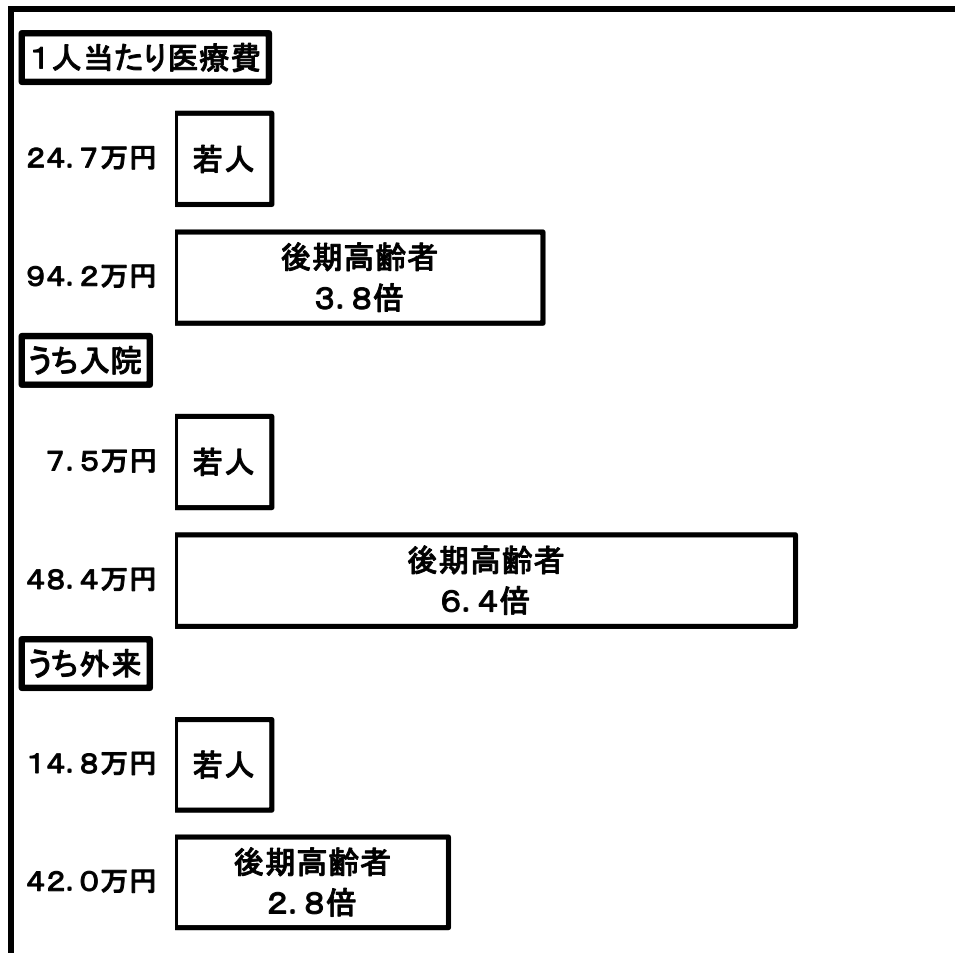 １人当たり医療費
２４.７万円
若人
９４.２万円
後期高齢者
３.８倍
うち入院
７.５万円
若人
４８.４万円
後期高齢者
６.４倍
うち外来
１４.８万円
若人
４２.０万円
後期高齢者
２.８倍